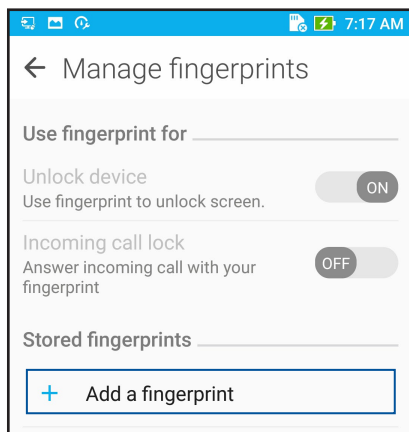 7:17 AM
Manage fingerprints
Use fingerprint for
Unlock device
ON
Use fingerprint to unlock screen.
Incoming call lock
OFF
Answer incoming call with your
fingerprint
Stored fingerprints
+ Add a fingerprint